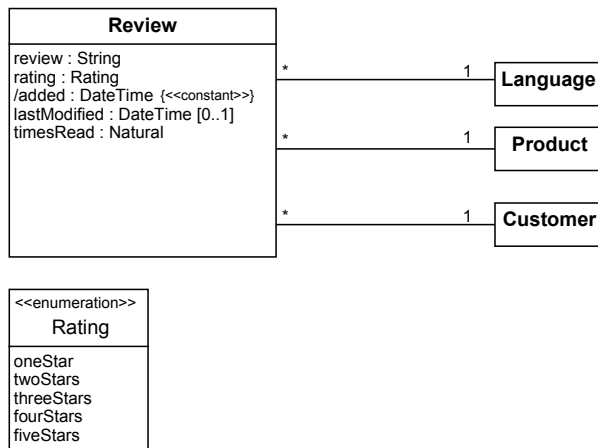 Review
review : String
rating : Rating
/added : DateTime {<<constant>>}
lastModified : DateTime [0..1]
timesRead : Natural
* 1 Language
* 1 Product
* 1 Customer
<<enumeration>>
Rating
oneStar
twoStars
threeStars
fourStars
fiveStars